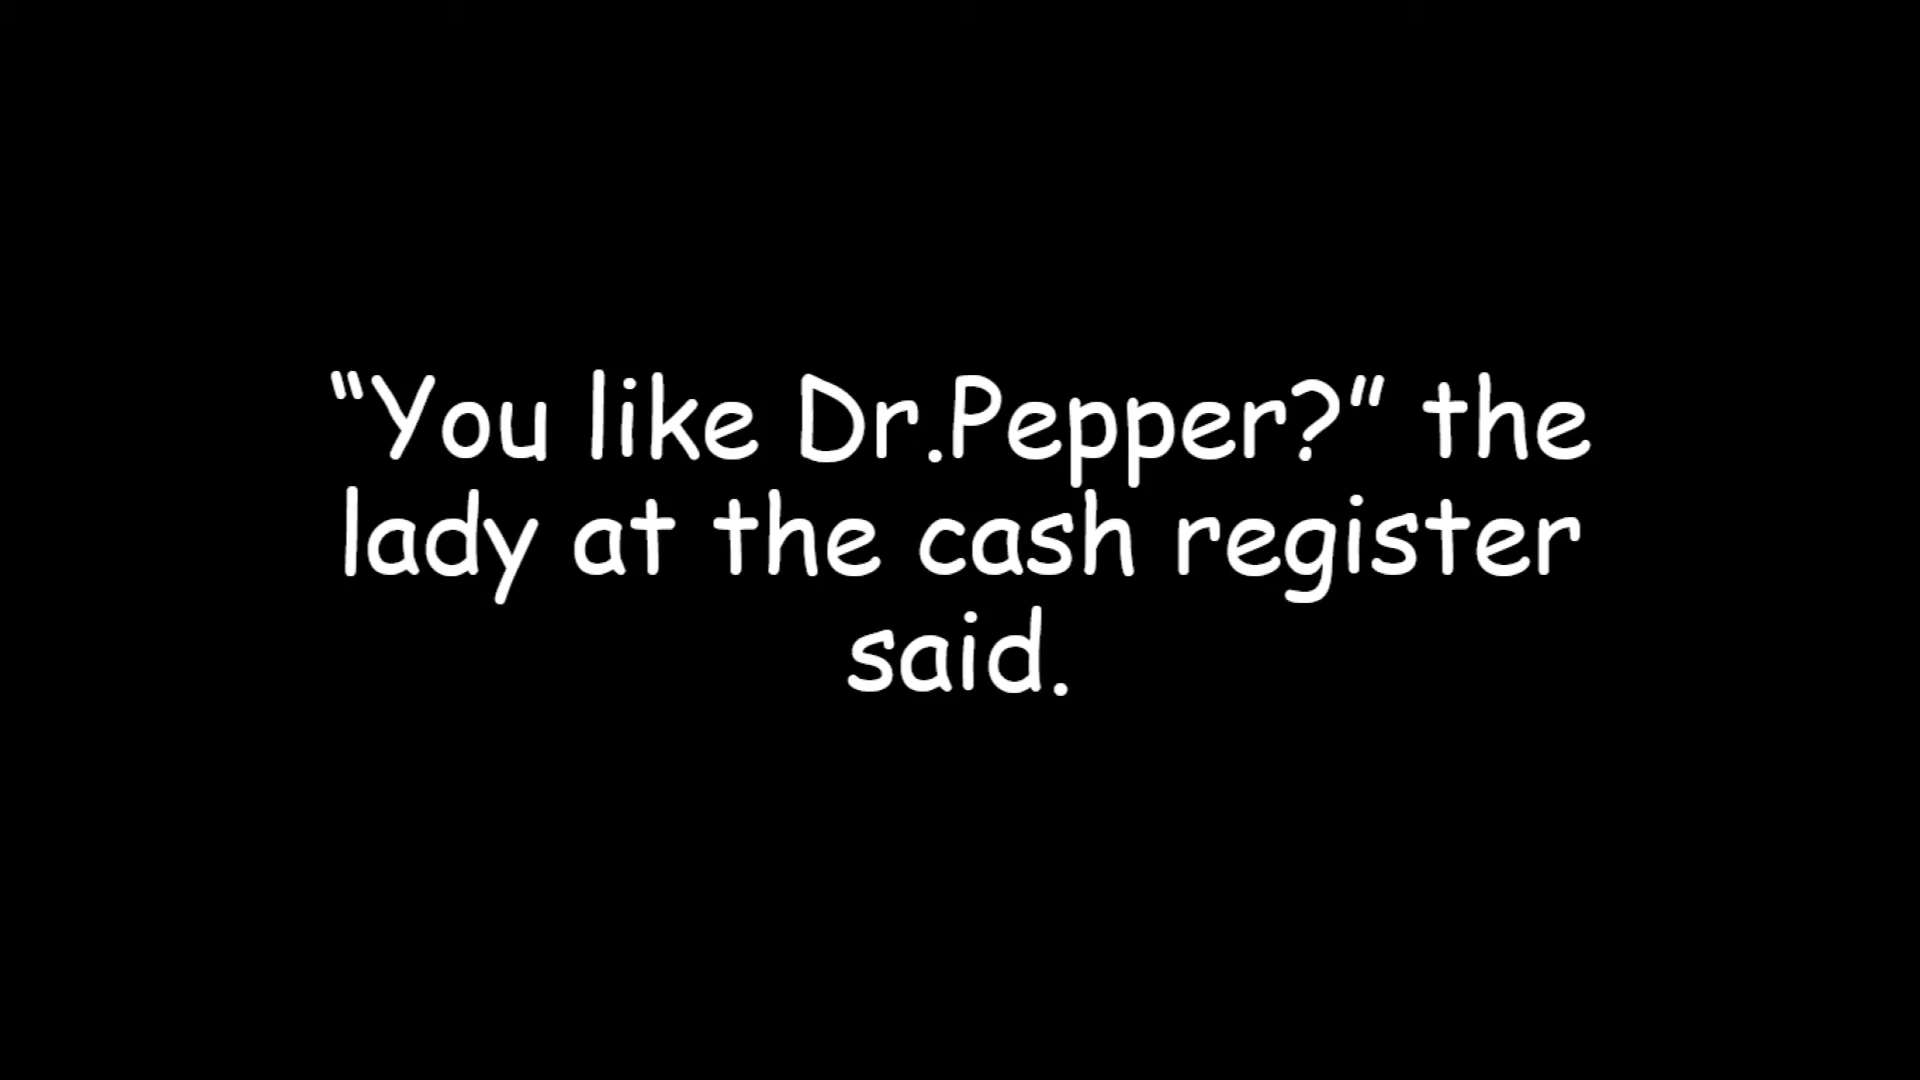 “You like Dr.Pepper?” the
lady at the cash register
said.